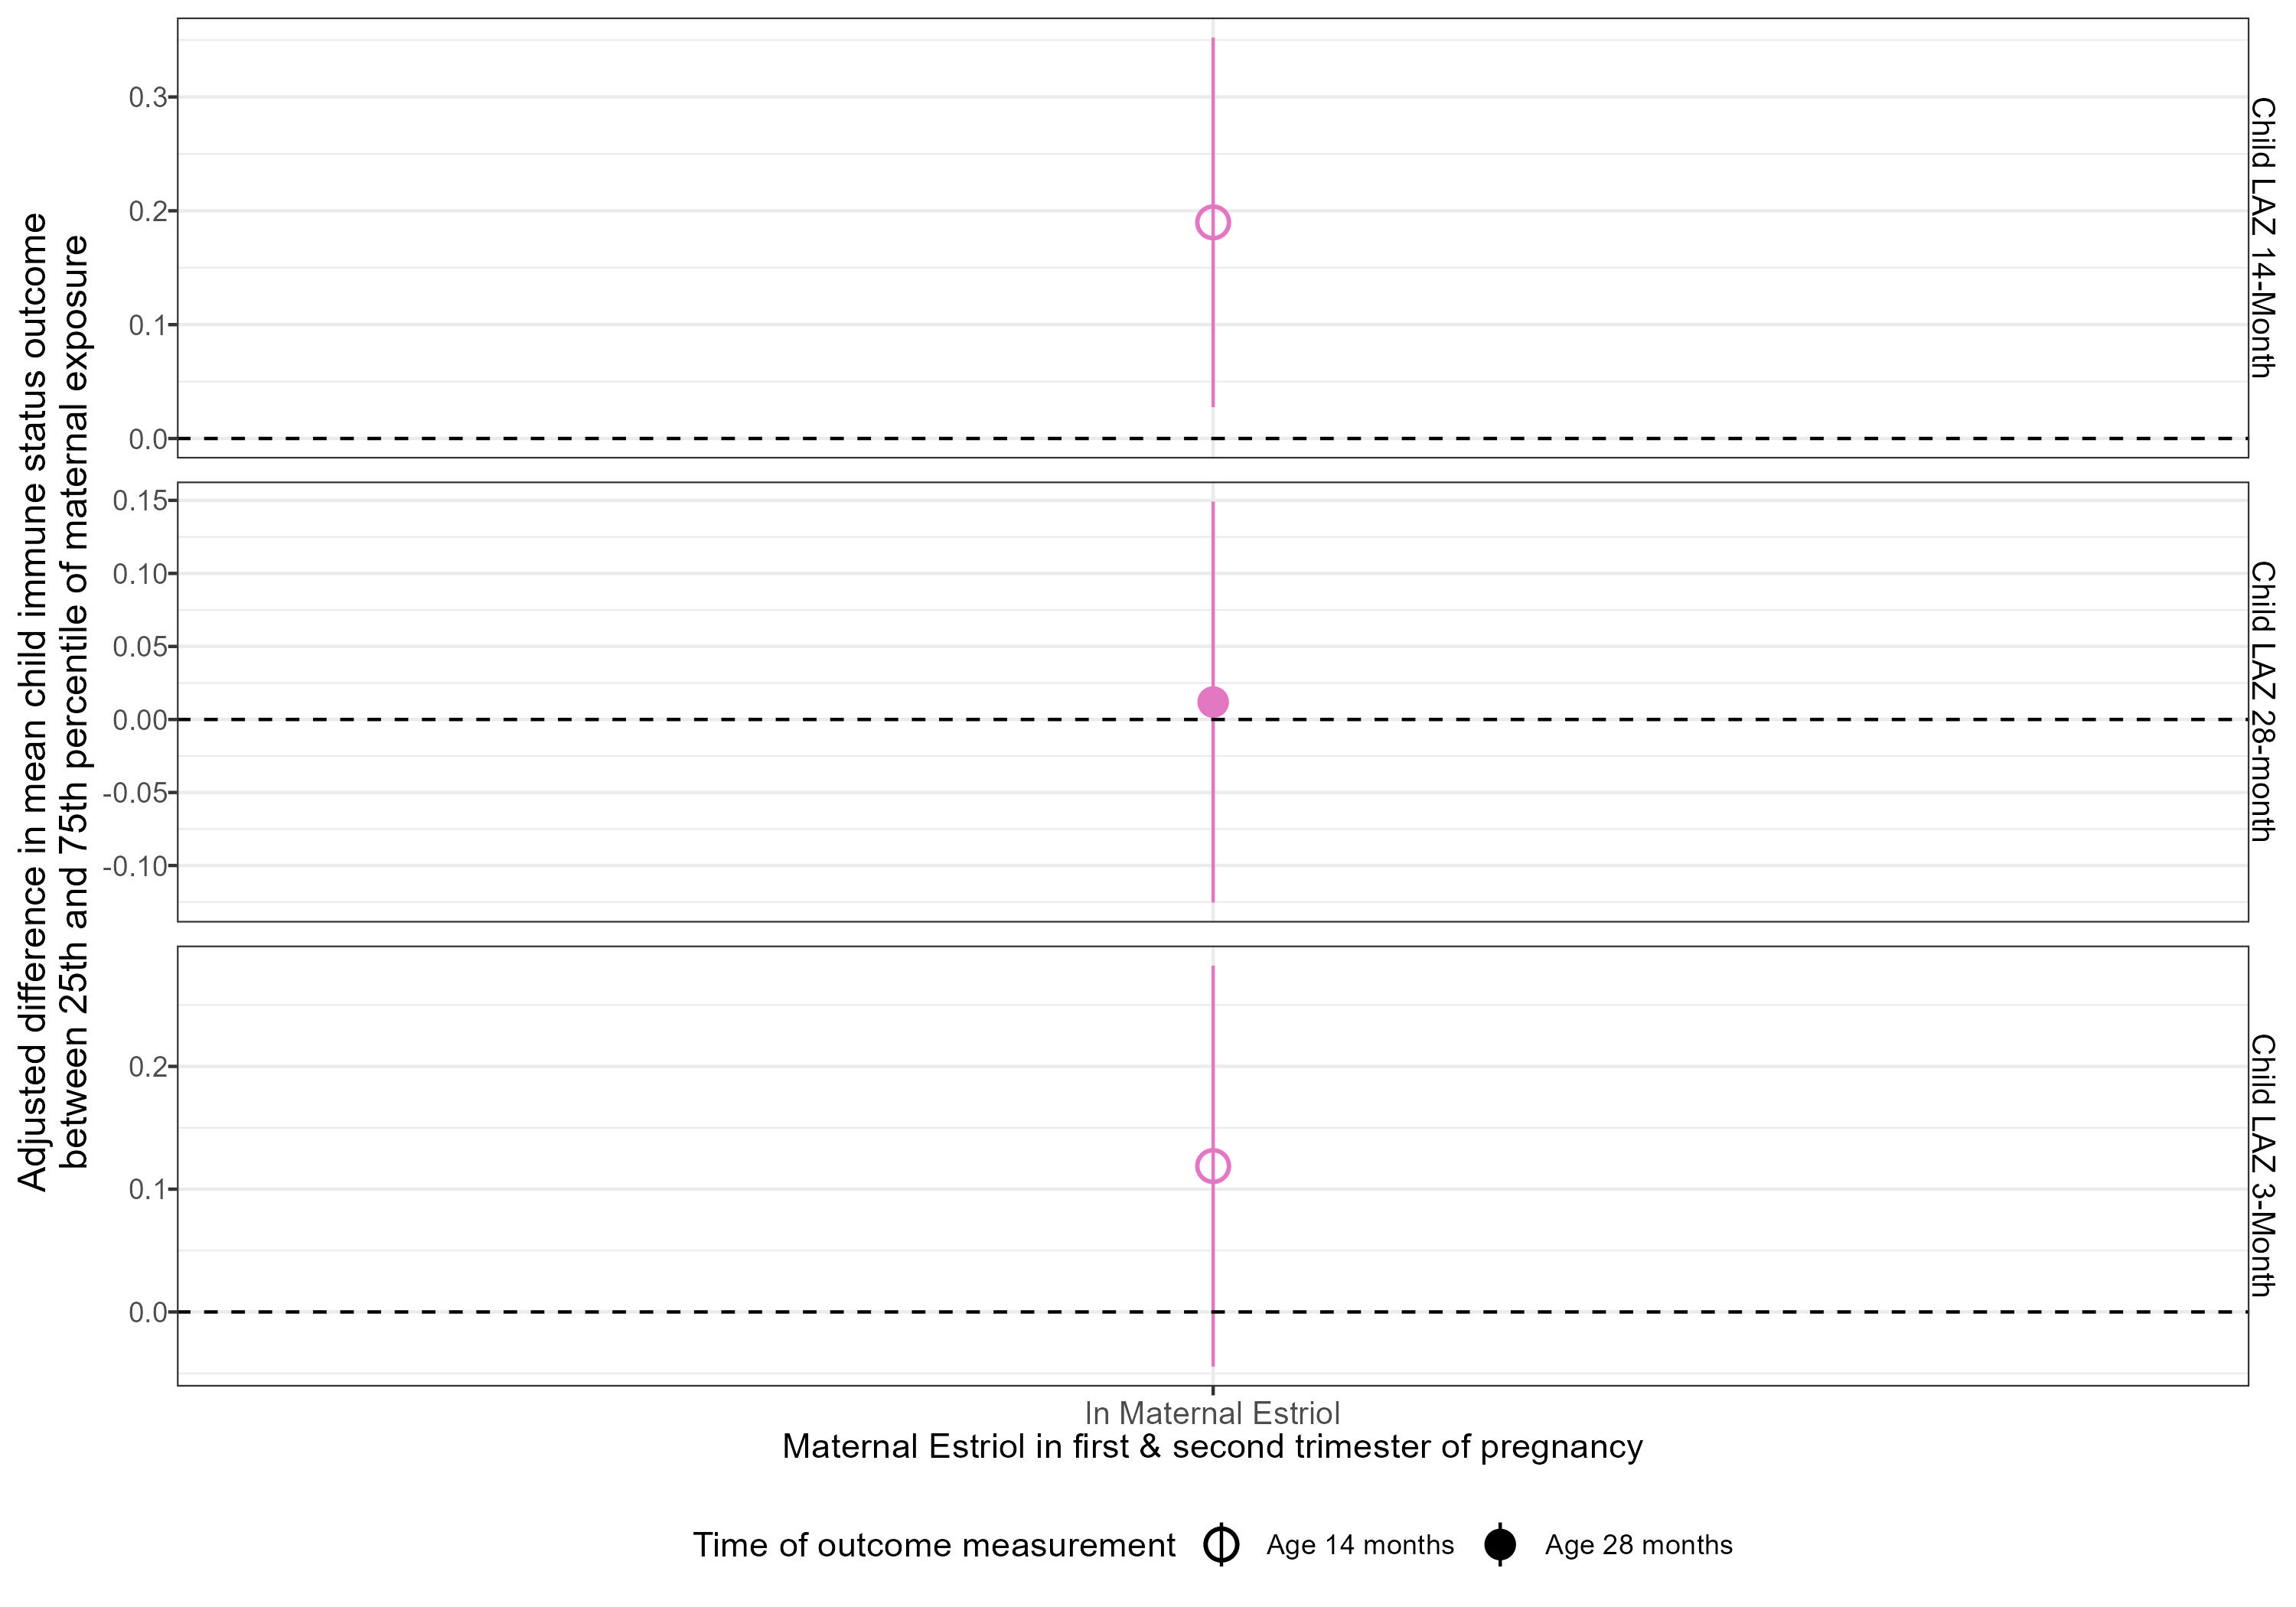 Adjusted difference in mean child immune status outcome
between 25th and 75th percentile of maternal exposure
0.3
0.2
0.1
0.0
Child LAZ 14-Month
0.15
0.10
0.05
0.00
-0.05
-0.10
Child LAZ 28-month
0.2
0.1
0.0
Child LAZ 3-Month
ln Maternal Estriol
Maternal Estriol in first & second trimester of pregnancy
Time of outcome measurement
Age 14 months
Age 28 months